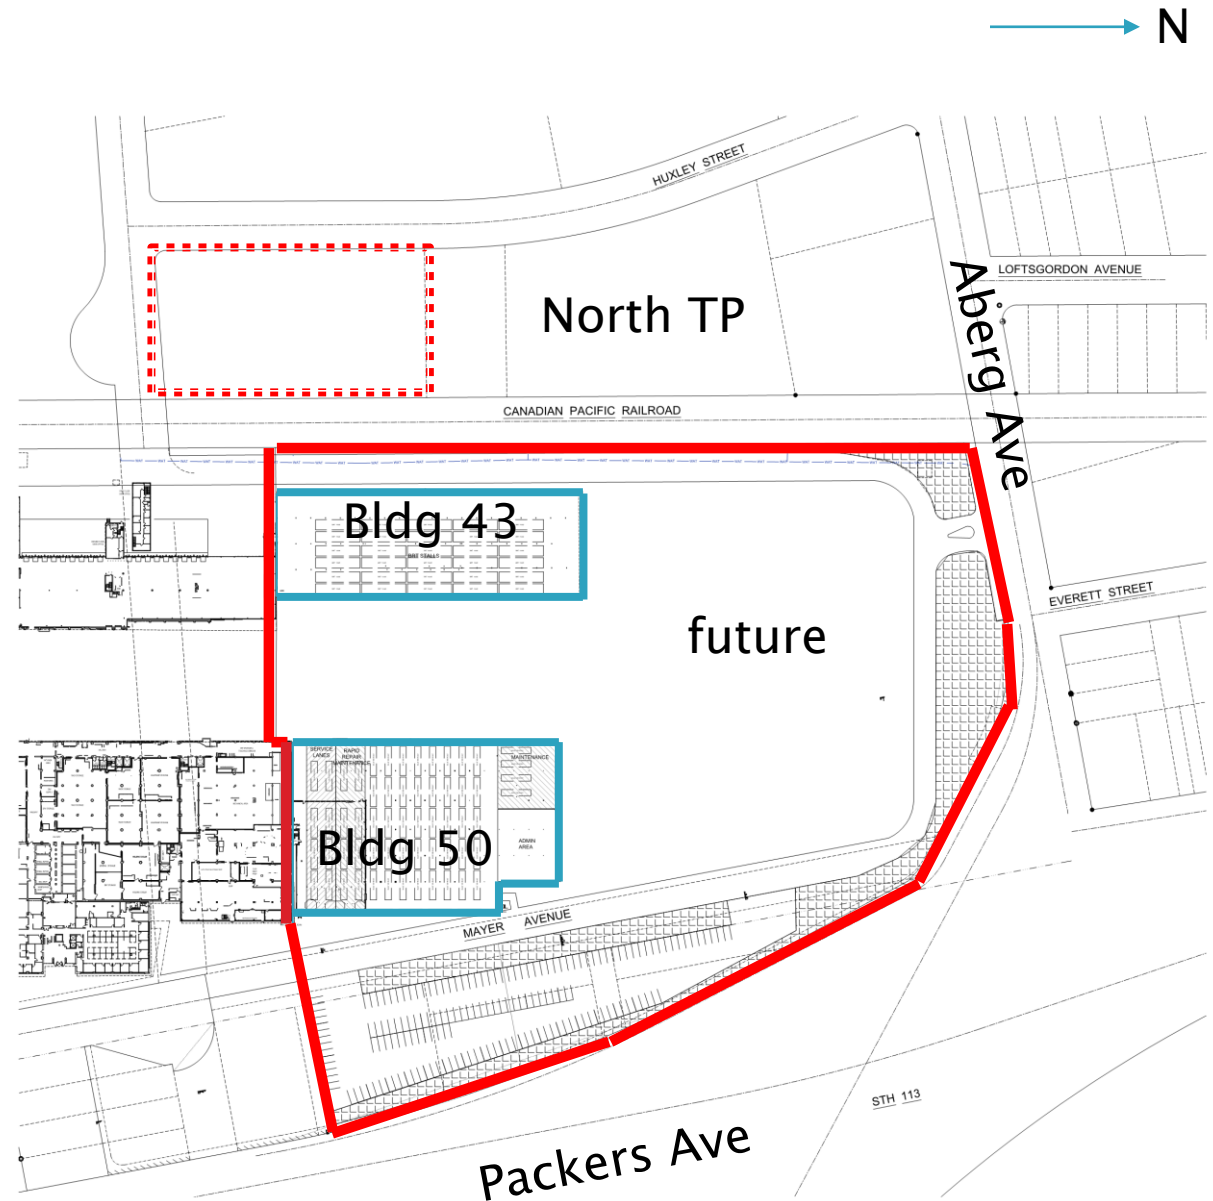 N
HUXLEY STREET
LOFTSGORDON AVENUE
Aberg Ave
North TP
CANADIAN PACIFIC RAILROAD
Bldg 43
EVERETT STREET
future
SERVICE
LANES
RAPID
REPAIR
MAINTENANCE
MAINTENANCE
Bldg 50
ADMIN
AREA
MAYER AVENUE
STH 113
Packers Ave